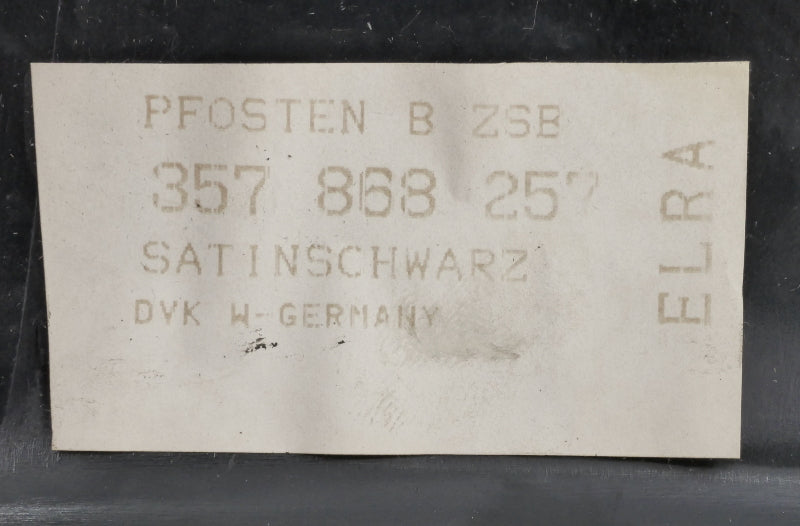 PFOSTEN B ZSB
357 868 257
SATINSCHWARZ
DVK W-GERMANY
ELRA